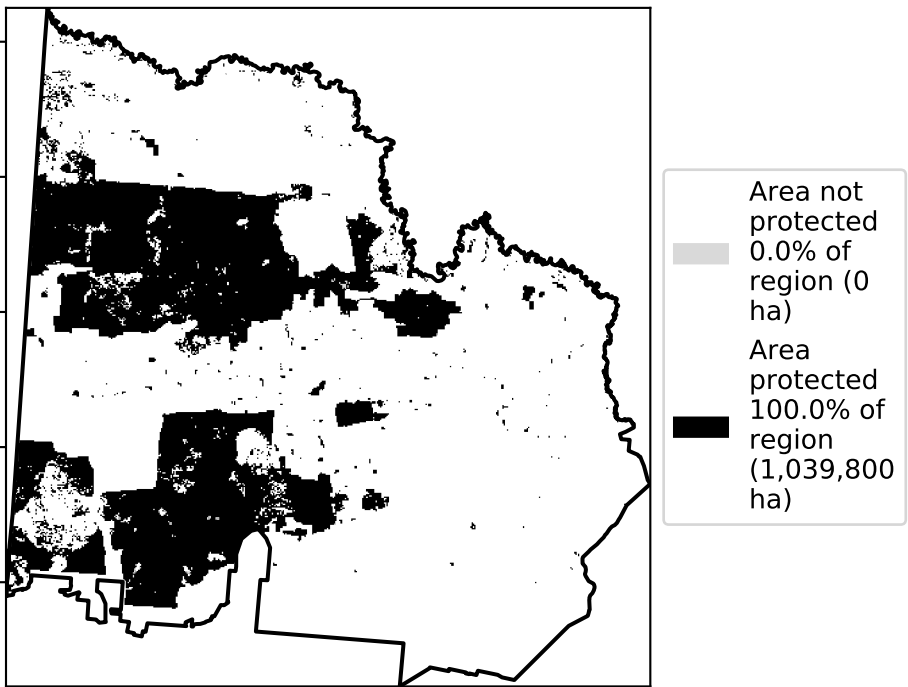 Area not
protected
0.0% of
region (0
ha)
Area
protected
100.0% of
region
(1,039,800
ha)